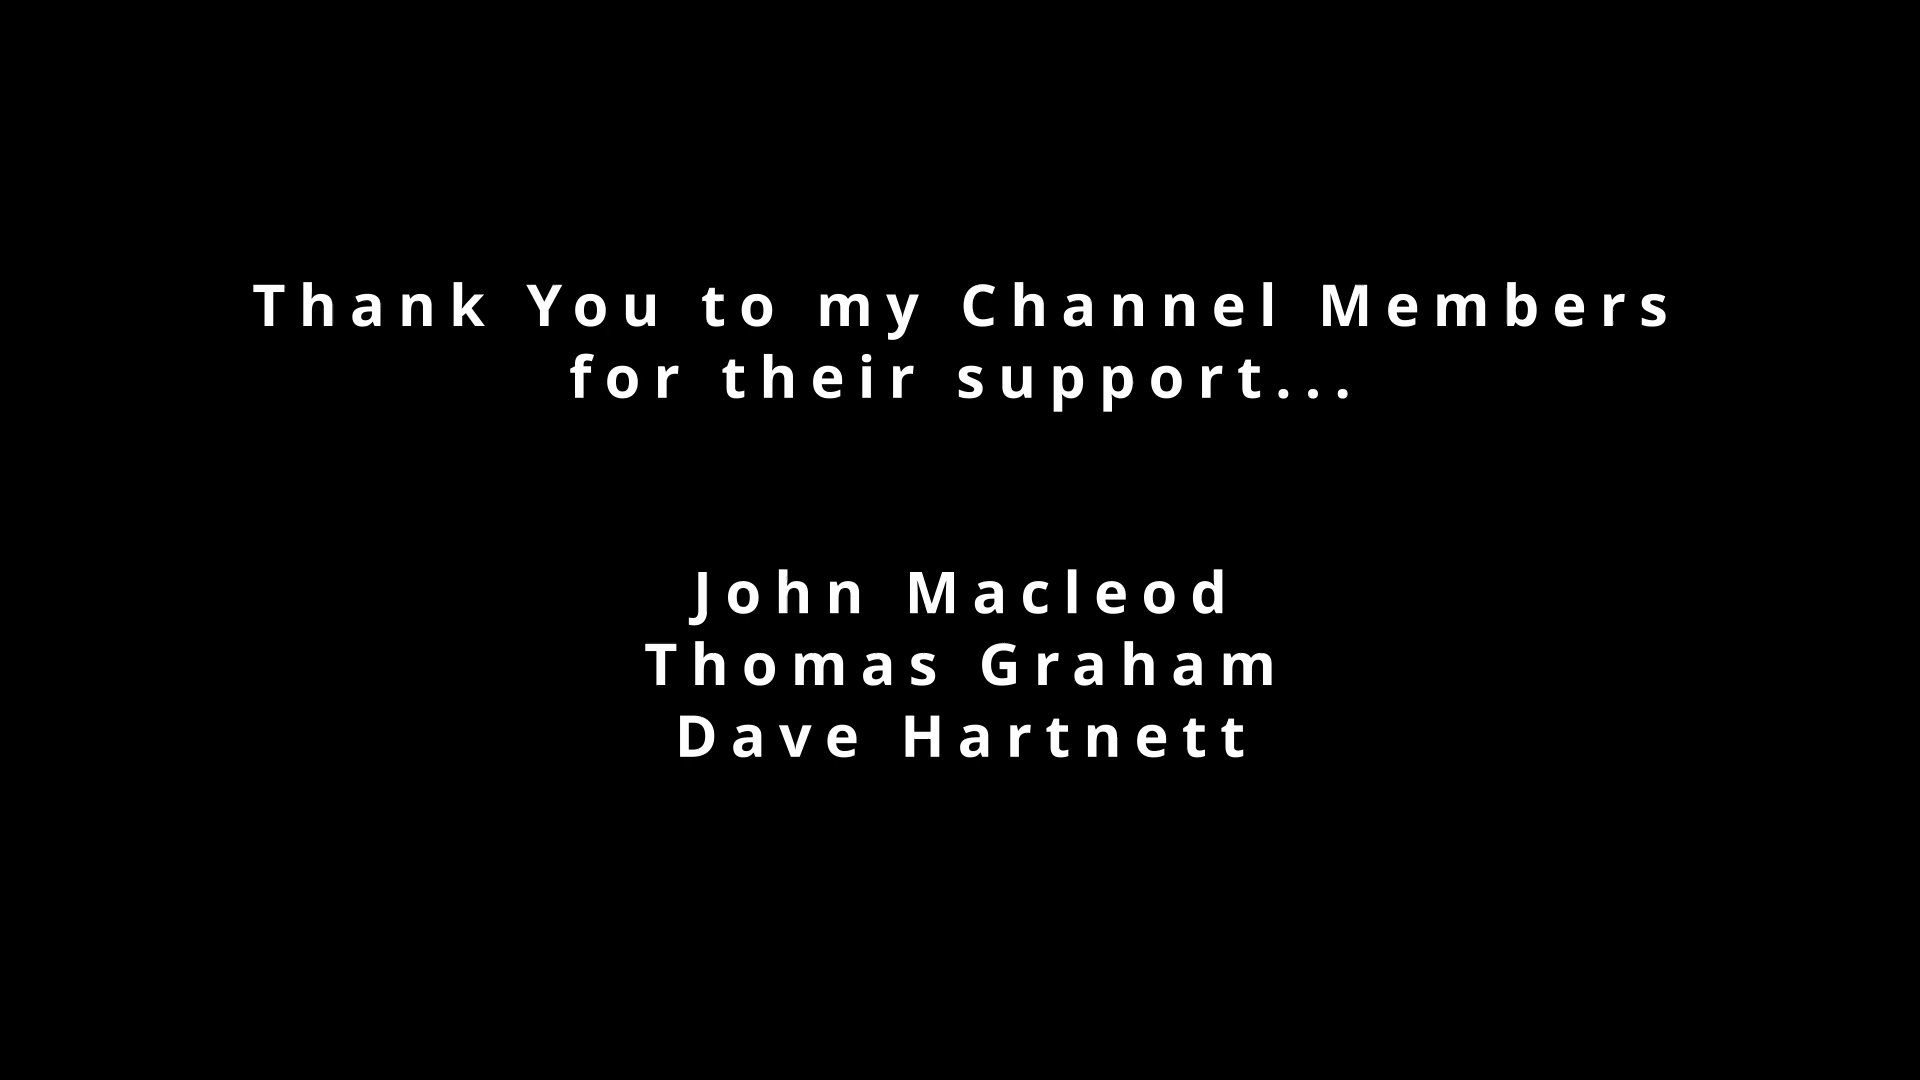 Thank You to my Channel Members
for their support...
John Macleod
Thomas Graham
Dave Hartnett